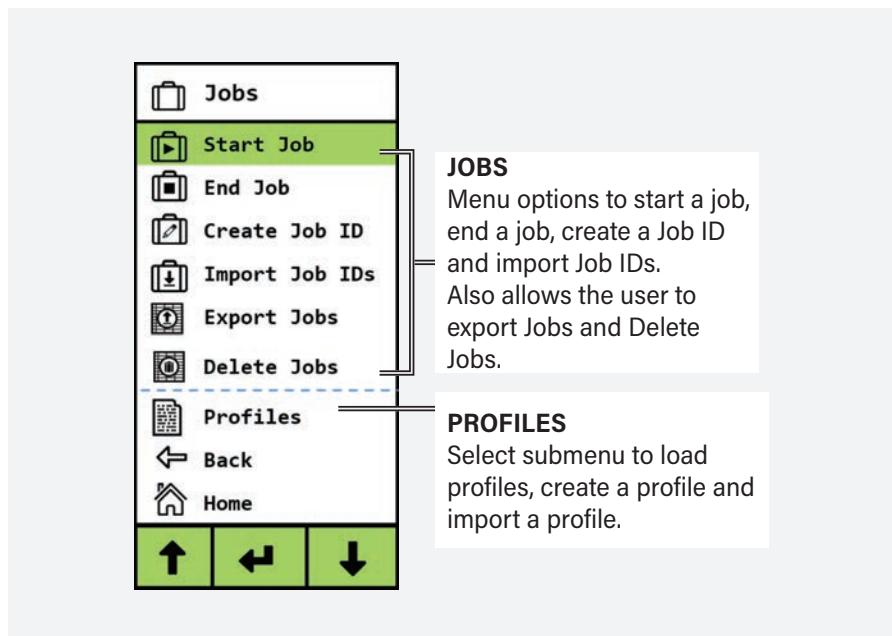 Jobs
Start Job
End Job
Create Job ID
Import Job IDs
Export Jobs
Delete Jobs
Profiles
Back
Home
JOBS
Menu options to start a job,
end a job, create a Job ID
and import Job IDs.
Also allows the user to
export Jobs and Delete
Jobs.
PROFILES
Select submenu to load
profiles, create a profile and
import a profile.